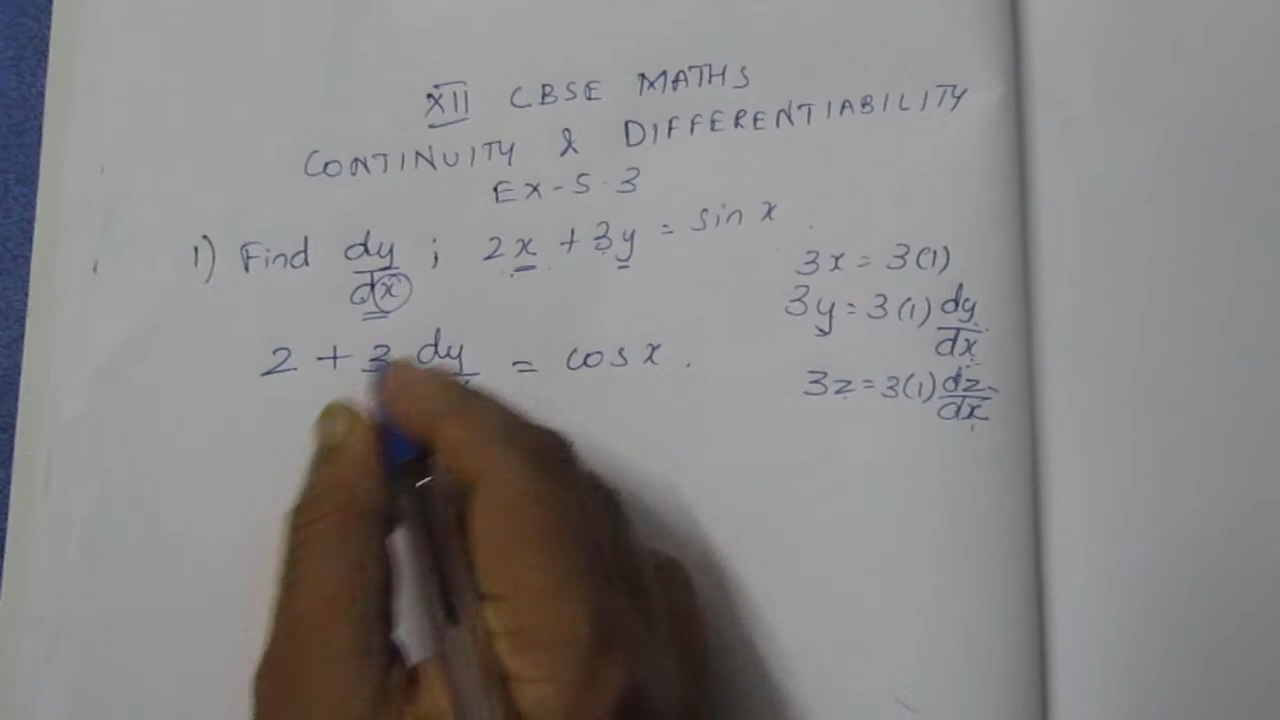 XII CBSE MATHS
CONTINUITY & DIFFERENTIABILITY
EX-5.3
1) Find dy/dx ; 2x + 3y = sin x
2 + 3 dy = cos x .
3x = 3(1)
3y = 3(1) dy/dx
3z = 3(1) dz/dx